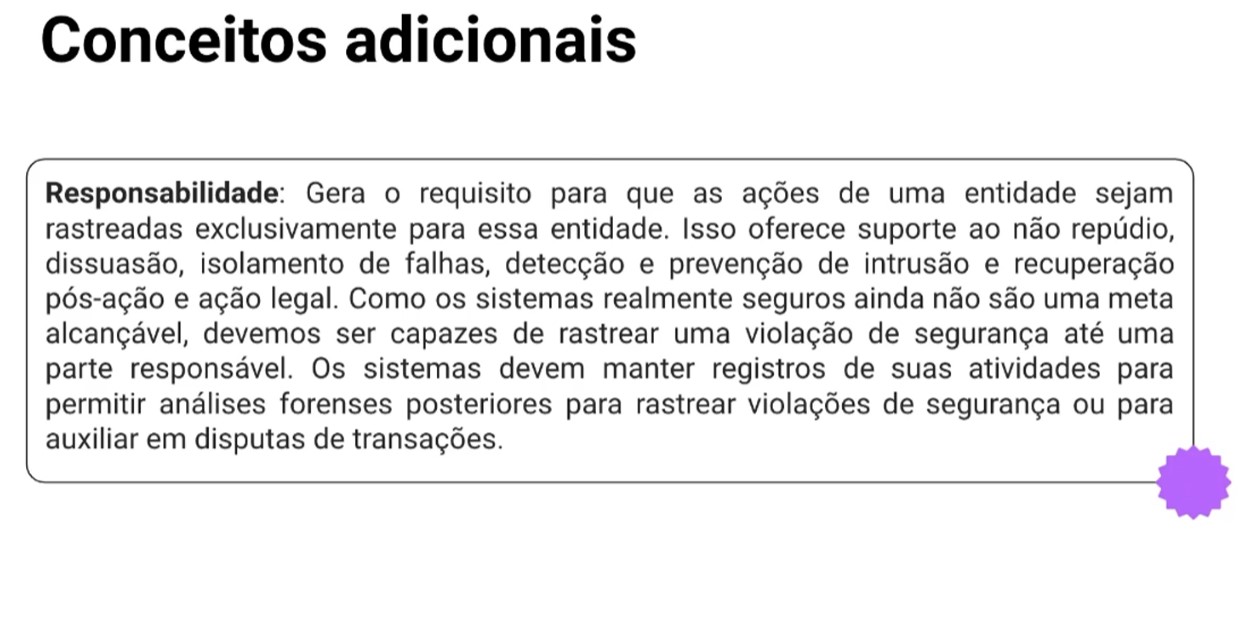 Conceitos adicionais
Responsabilidade: Gera o requisito para que as ações de uma entidade sejam
rastreadas exclusivamente para essa entidade. Isso oferece suporte ao não repúdio,
dissuasão, isolamento de falhas, detecção e prevenção de intrusão e recuperação
pós-ação e ação legal. Como os sistemas realmente seguros ainda não são uma meta
alcançável, devemos ser capazes de rastrear uma violação de segurança até uma
parte responsável. Os sistemas devem manter registros de suas atividades para
permitir análises forenses posteriores para rastrear violações de segurança ou para
auxiliar em disputas de transações.